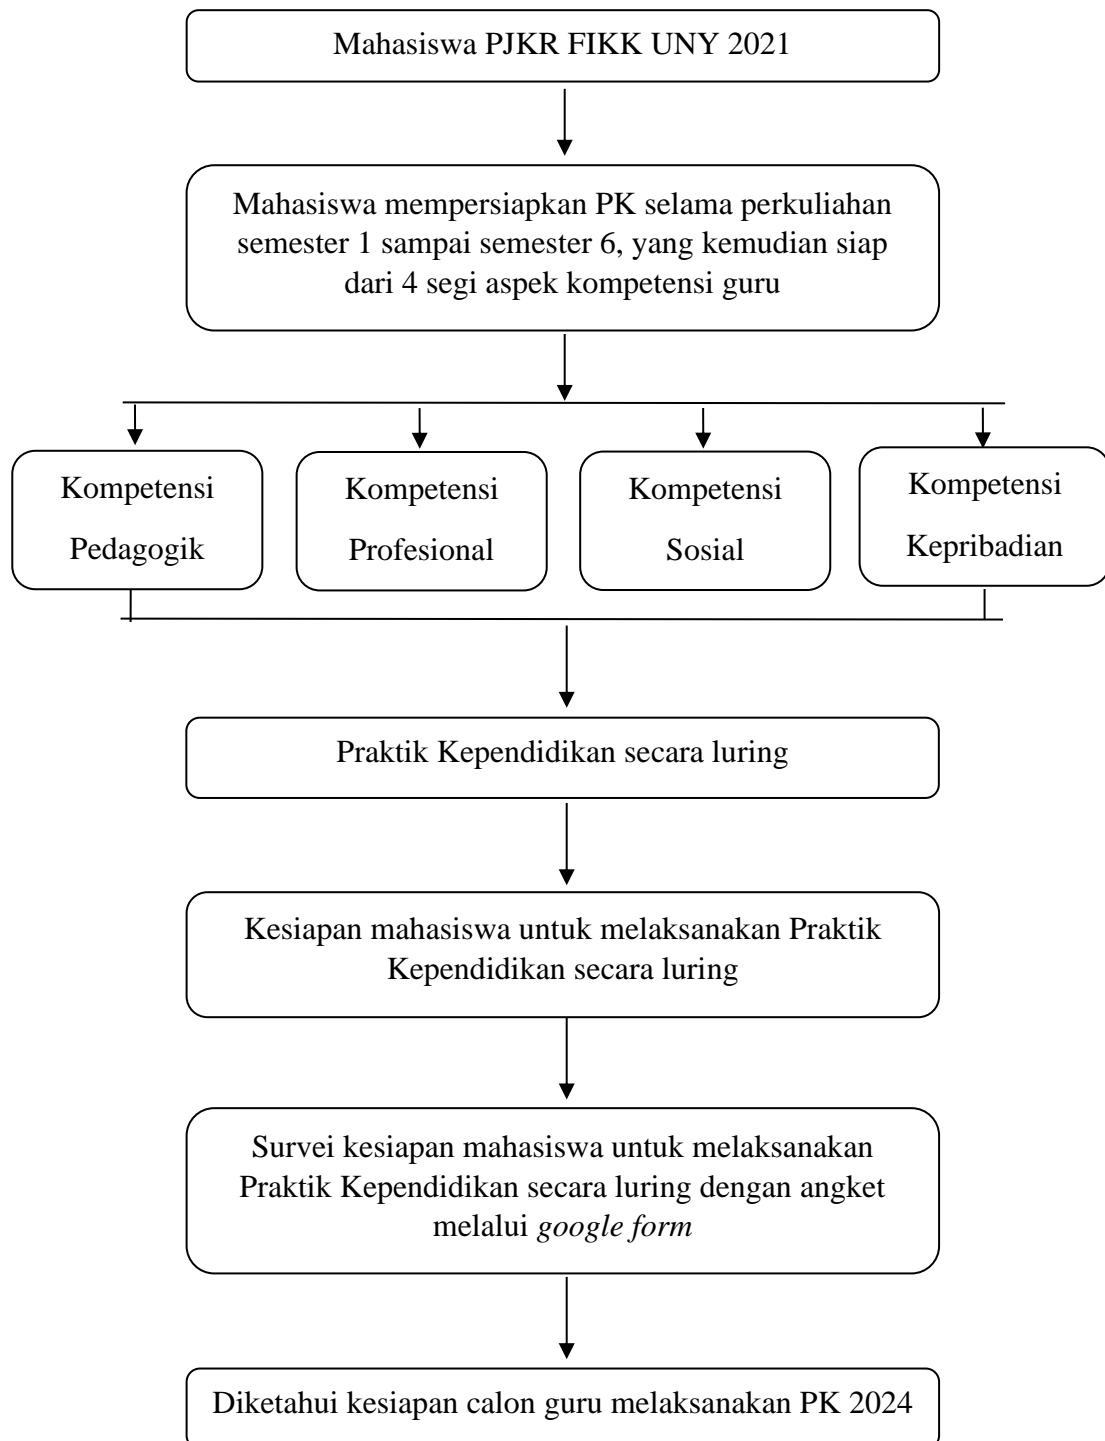 Mahasiswa PJKR FIKK UNY 2021
Mahasiswa mempersiapkan PK selama perkuliahan
semester 1 sampai semester 6, yang kemudian siap
dari 4 segi aspek kompetensi guru
Kompetensi
Pedagogik
Kompetensi
Profesional
Kompetensi
Sosial
Kompetensi
Kepribadian
Praktik Kependidikan secara luring
Kesiapan mahasiswa untuk melaksanakan Praktik
Kependidikan secara luring
Survei kesiapan mahasiswa untuk melaksanakan
Praktik Kependidikan secara luring dengan angket
melalui google form
Diketahui kesiapan calon guru melaksanakan PK 2024